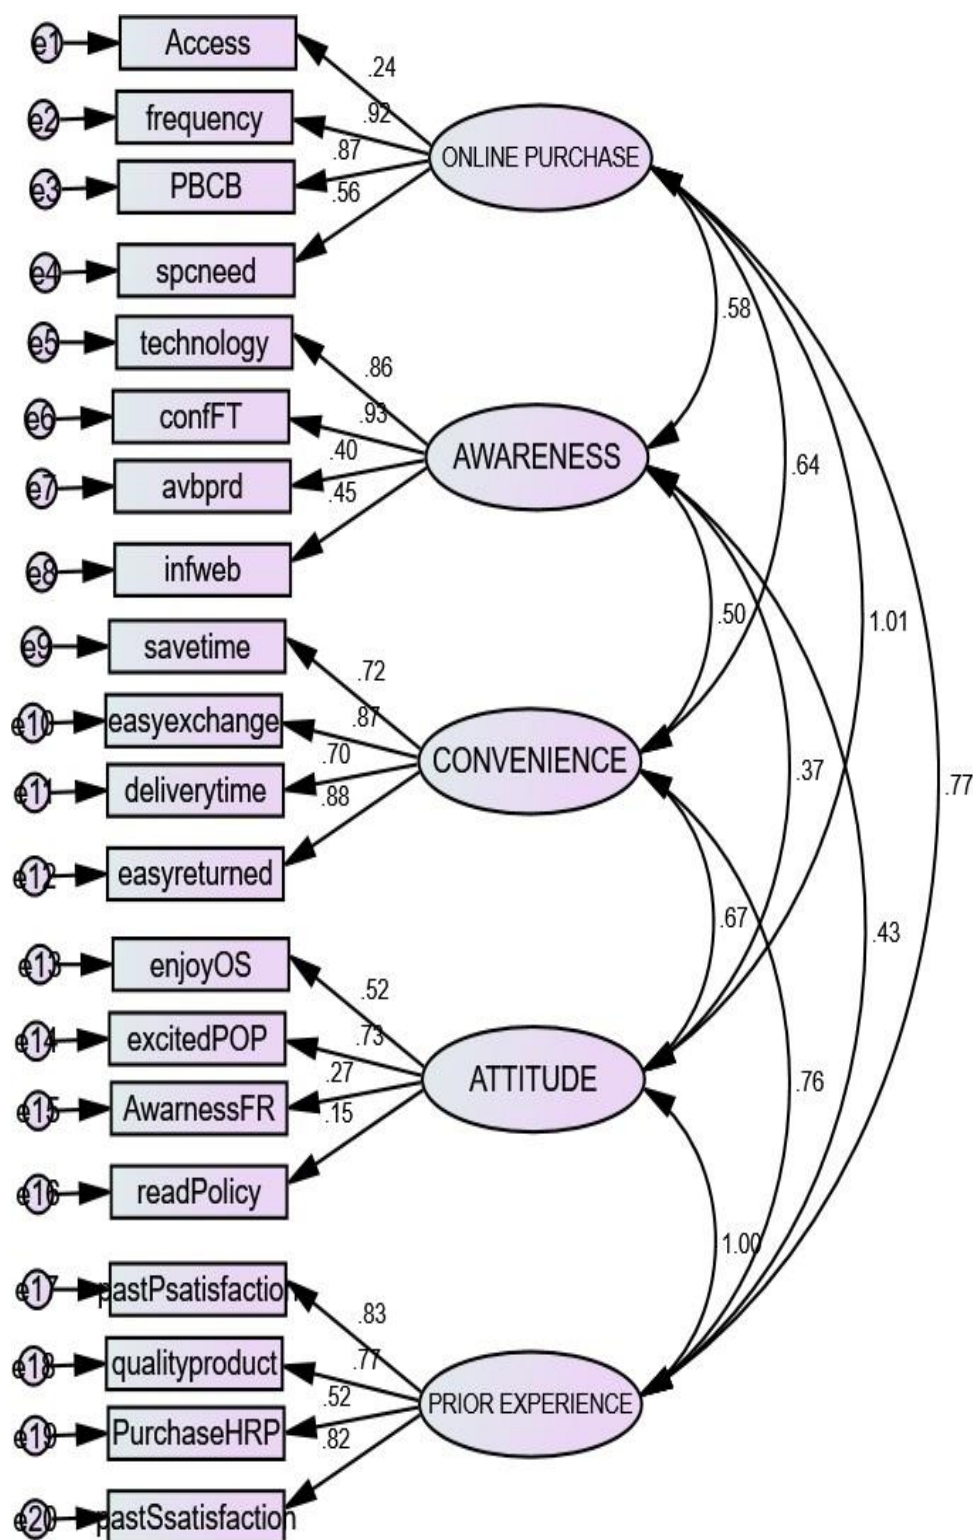 e1
Access
.24
e2
frequency
.92
ONLINE PURCHASE
.87
e3
PBCB
.56
e4
spcneed
.58
e5
technology
.86
e6
confFT
.93
.40
AWARENESS
.64
e7
avbprd
.45
e8
infweb
.50
1.01
e9
savetime
.72
e10
easyexchange
.87
.70
CONVENIENCE
.37
.77
e11
deliverytime
.88
e12
easyreturned
.67
.43
e13
enjoyOS
.52
e14
excitedPOP
.73
.27
ATTITUDE
.76
e15
AwarnessFR
.15
e16
readPolicy
1.00
e17
pastPsatisfaction
.83
e18
qualityproduct
.77
.52
PRIOR EXPERIENCE
e19
PurchaseHRP
.82
e20
pastSsatisfaction